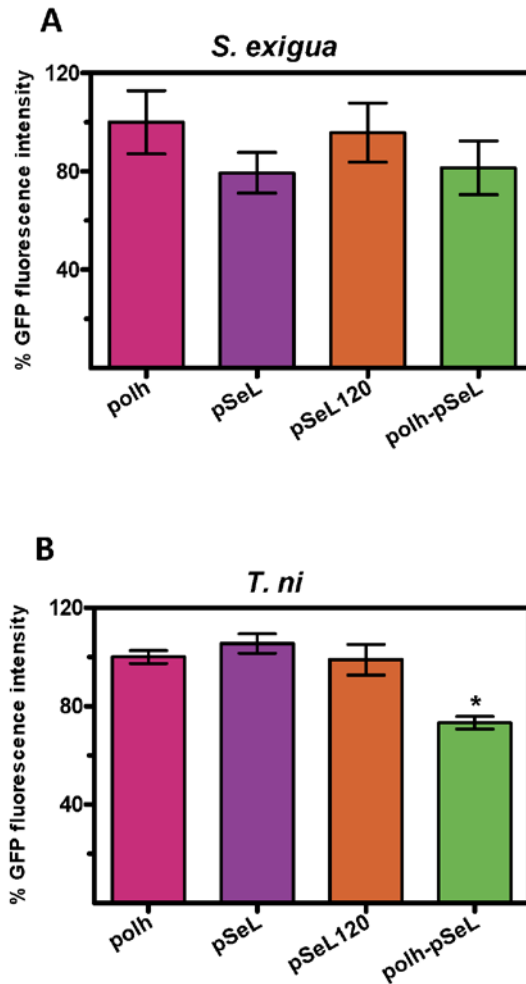 A
S. exigua
% GFP fluorescence intensity
120
80
40
polh
pSeL
pSeL120
polh-pSeL
B
T. ni
% GFP fluorescence intensity
120
80
40
*
polh
pSeL
pSeL120
polh-pSeL